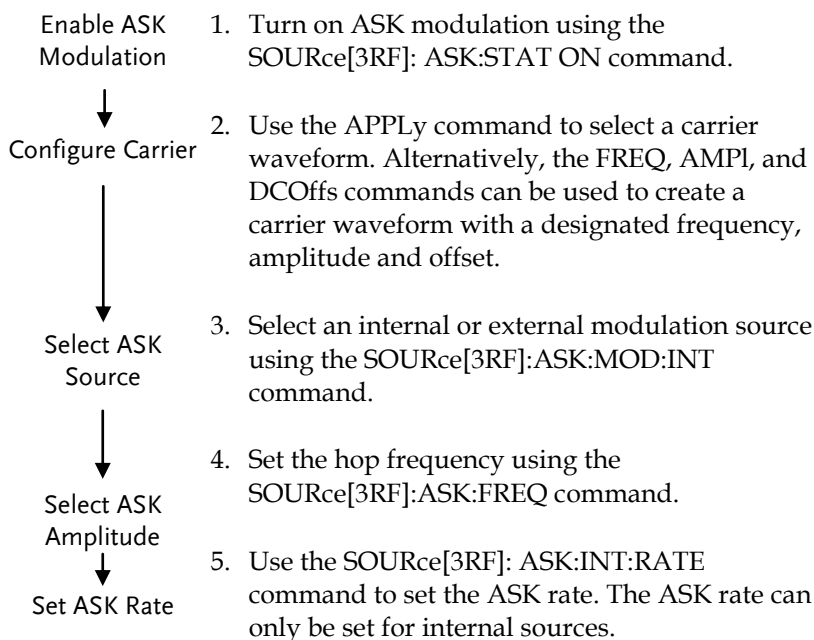 Enable ASK
Modulation
1. Turn on ASK modulation using the
SOURce[3RF]: ASK:STAT ON command.
Configure Carrier
2. Use the APPLy command to select a carrier
waveform. Alternatively, the FREQ, AMPl, and
DCOffs commands can be used to create a
carrier waveform with a designated frequency,
amplitude and offset.
Select ASK
Source
3. Select an internal or external modulation source
using the SOURce[3RF]:ASK:MOD:INT
command.
Select ASK
Amplitude
4. Set the hop frequency using the
SOURce[3RF]:ASK:FREQ command.
Set ASK Rate
5. Use the SOURce[3RF]: ASK:INT:RATE
command to set the ASK rate. The ASK rate can
only be set for internal sources.